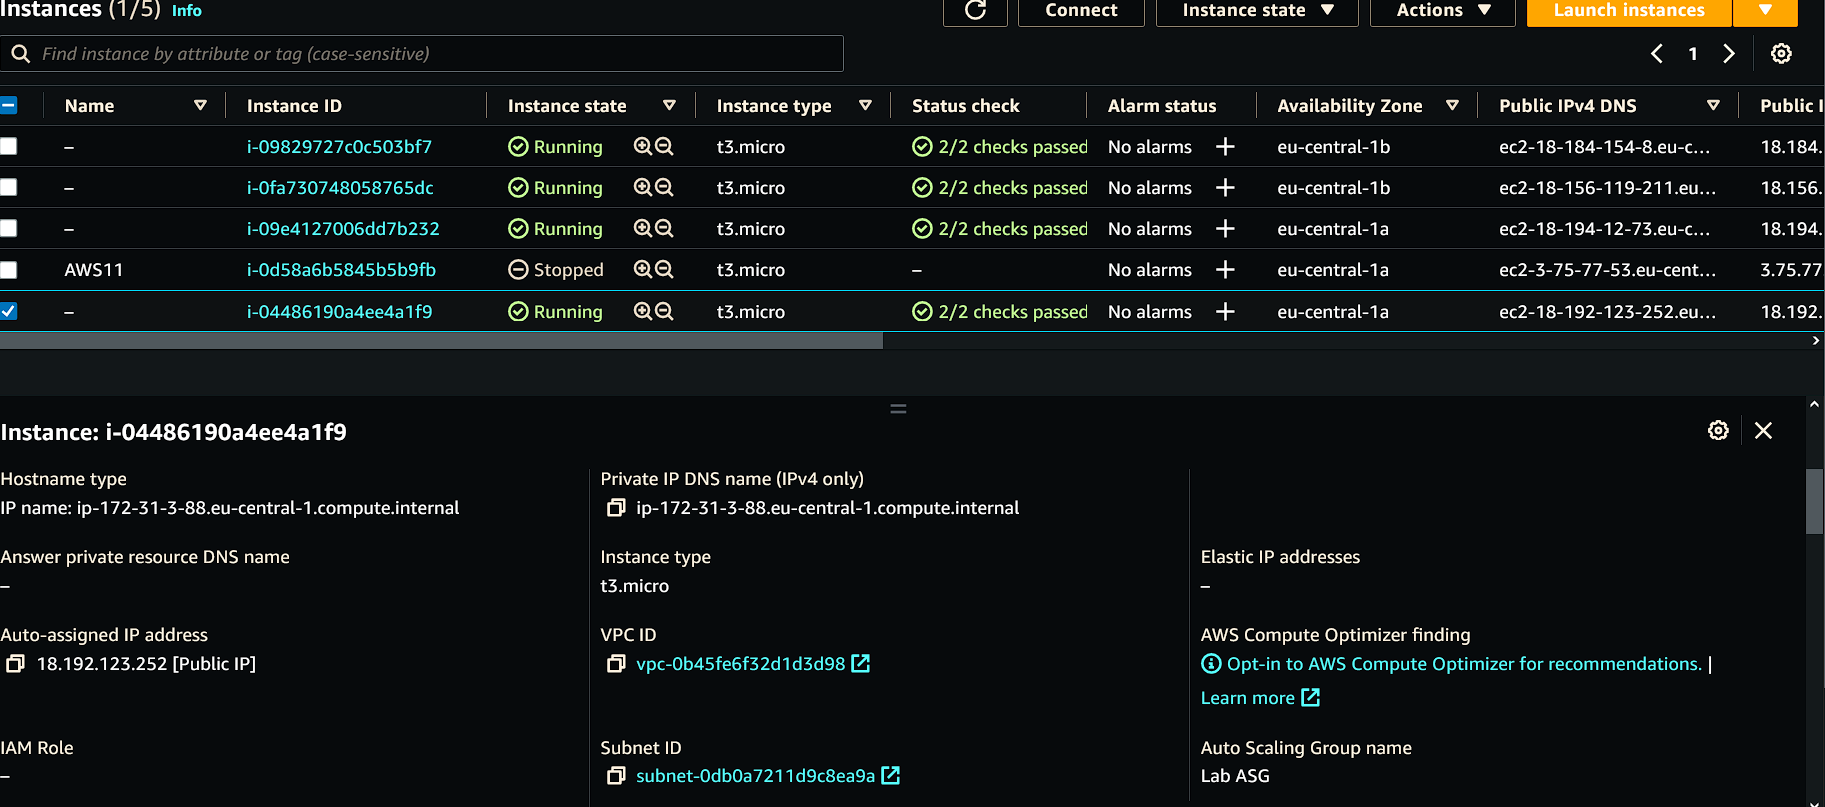 Instances (1/5) Info
Connect Instance state Actions Launch instances
Find instance by attribute or tag (case-sensitive)
1
Name Instance ID Instance state Instance type Status check Alarm status Availability Zone Public IPv4 DNS Public I
– i-09829727c0c503bf7 Running t3.micro 2/2 checks passed No alarms eu-central-1b ec2-18-184-154-8.eu-c... 18.184.
– i-0fa730748058765dc Running t3.micro 2/2 checks passed No alarms eu-central-1b ec2-18-156-119-211.eu... 18.156.
– i-09e4127006dd7b232 Running t3.micro 2/2 checks passed No alarms eu-central-1a ec2-18-194-12-73.eu-c... 18.194.
AWS11 i-0d58a6b5845b5b9fb Stopped t3.micro – No alarms eu-central-1a ec2-3-75-77-53.eu-cent... 3.75.77
– i-04486190a4ee4a1f9 Running t3.micro 2/2 checks passed No alarms eu-central-1a ec2-18-192-123-252.eu... 18.192.
Instance: i-04486190a4ee4a1f9
Hostname type Private IP DNS name (IPv4 only)
IP name: ip-172-31-3-88.eu-central-1.compute.internal ip-172-31-3-88.eu-central-1.compute.internal
Answer private resource DNS name Instance type Elastic IP addresses
– t3.micro –
Auto-assigned IP address VPC ID AWS Compute Optimizer finding
18.192.123.252 [Public IP] vpc-0b45fe6f32d1d3d98 Opt-in to AWS Compute Optimizer for recommendations. |
Learn more
IAM Role Subnet ID Auto Scaling Group name
– subnet-0db0a7211d9c8ea9a Lab ASG